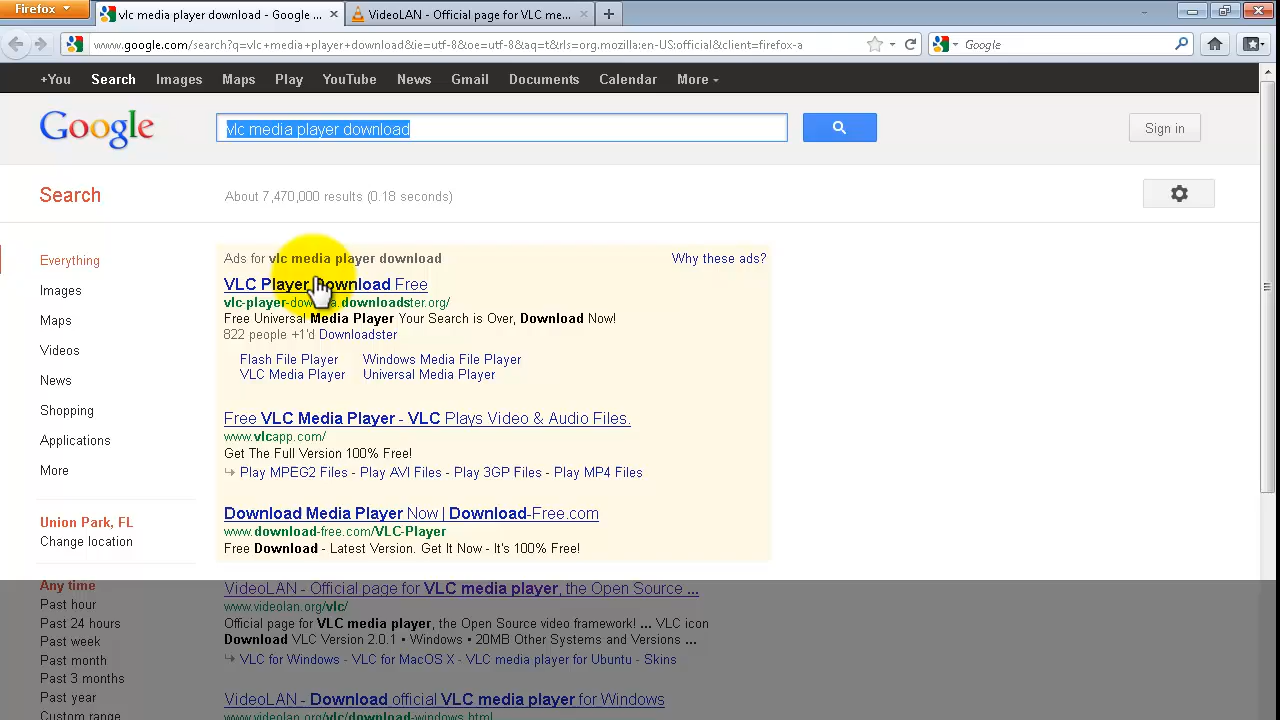 Firefox
vlc media player download - Google ...
VideoLAN - Official page for VLC me...
www.google.com/search?q=vlc+media+player+download&ie=utf-8&oe=utf-8&aq=t&rls=org.mozilla:en-US:official&client=firefox-a
Google
+You Search Images Maps Play YouTube News Gmail Documents Calendar More
Google
vlc media player download
Sign in
Search
About 7,470,000 results (0.18 seconds)
Everything
Images
Maps
Videos
News
Shopping
Applications
More
Union Park, FL
Change location
Any time
Past hour
Past 24 hours
Past week
Past month
Past 3 months
Past year
Custom range
Ads for vlc media player download
Why these ads?
VLC Player Download Free
downloadster.org/
Free Universal Media Player Your Search is Over, Download Now!
822 people +1'd Downloadster
Flash File Player Windows Media File Player
VLC Media Player Universal Media Player
Free VLC Media Player - VLC Plays Video & Audio Files.
www.vlcapp.com/
Get The Full Version 100% Free!
Play MPEG2 Files - Play AVI Files - Play 3GP Files - Play MP4 Files
Download Media Player Now | Download-Free.com
www.download-free.com/VLC-Player
Free Download - Latest Version. Get It Now - It's 100% Free!
VideoLAN - Official page for VLC media player, the Open Source ...
www.videolan.org/vlc/
Official page for VLC media player, the Open Source video framework! ... VLC icon
Download VLC Version 2.0.1 • Windows • 20MB Other Systems and Versions ...
VLC for Windows - VLC for MacOS X - VLC media player for Ubuntu - Skins
VideoLAN - Download official VLC media player for Windows
www.videolan.org/vlc/download-windows.html